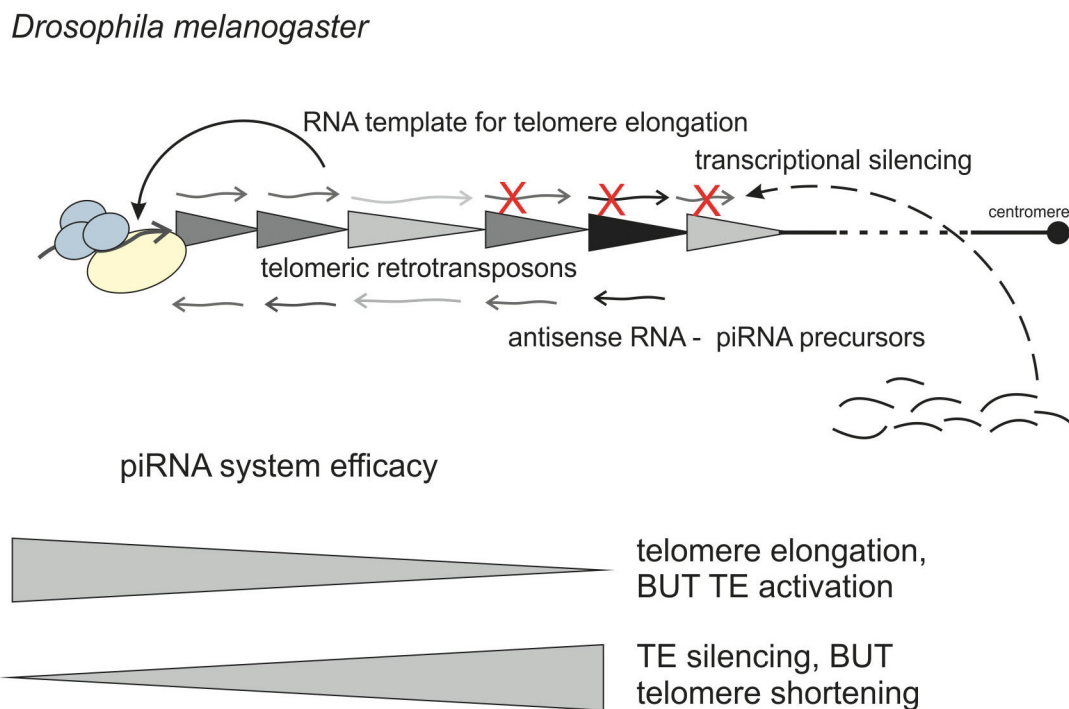 Drosophila melanogaster
RNA template for telomere elongation
transcriptional silencing
centromere
telomeric retrotransposons
antisense RNA - piRNA precursors
piRNA system efficacy
telomere elongation,
BUT TE activation
TE silencing, BUT
telomere shortening